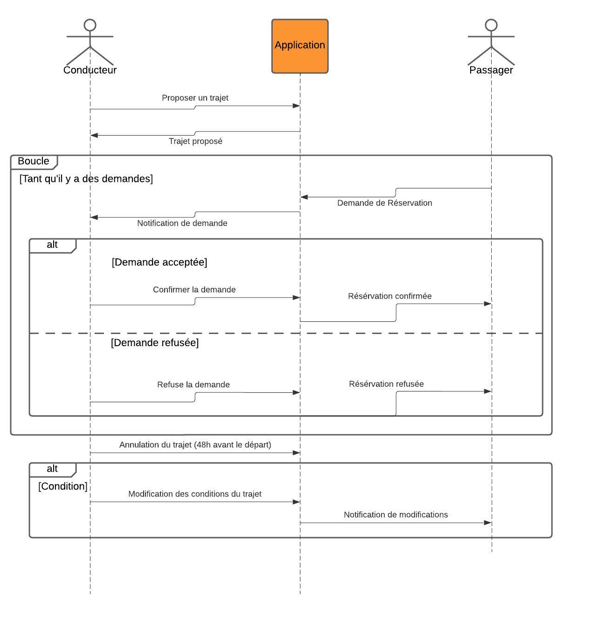 Conducteur
Application
Passager
Proposer un trajet
Trajet proposé
Boucle
[Tant qu'il y a des demandes]
Demande de Réservation
Notification de demande
alt
[Demande acceptée]
Confirmer la demande
Résérvation confirmée
[Demande refusée]
Refuse la demande
Résérvation refusée
Annulation du trajet (48h avant le départ)
alt
[Condition]
Modification des conditions du trajet
Notification de modifications